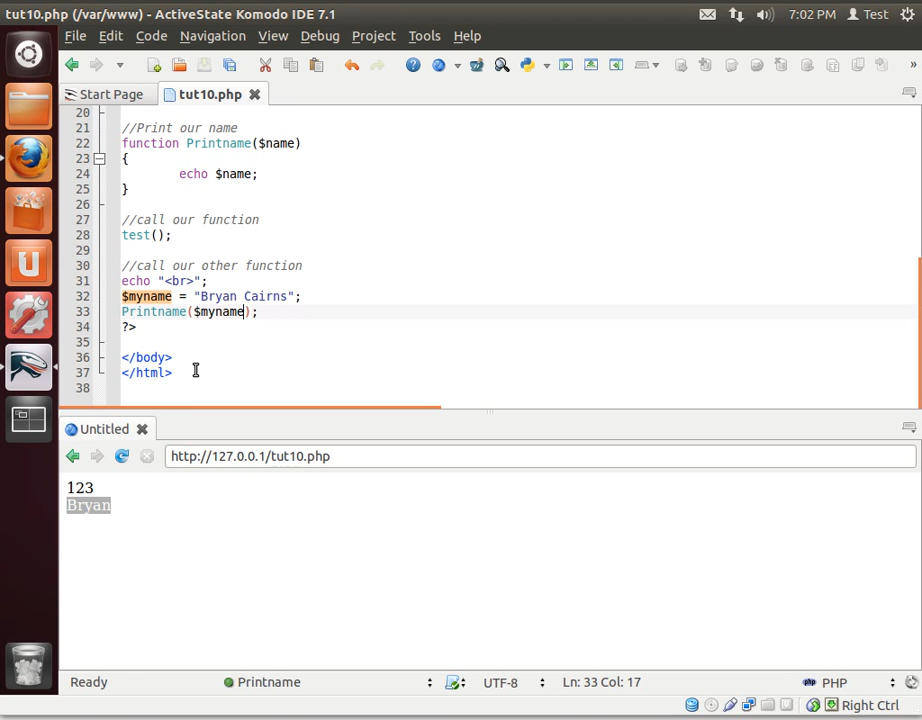 tut10.php (/var/www) - ActiveState Komodo IDE 7.1
7:02 PM Test
File Edit Code Navigation View Debug Project Tools Help
»
Start Page tut10.php
20
21 //Print our name
22 function Printname($name)
23 {
24 echo $name;
25 }
26
27 //call our function
28 test();
29
30 //call our other function
31 echo "<br>";
32 $myname = "Bryan Cairns";
33 Printname($myname);
34 ?>
35
36 </body>
37 </html>
38
Untitled
http://127.0.0.1/tut10.php
123
Bryan
Ready Printname UTF-8 Ln: 33 Col: 17 php PHP
Right Ctrl